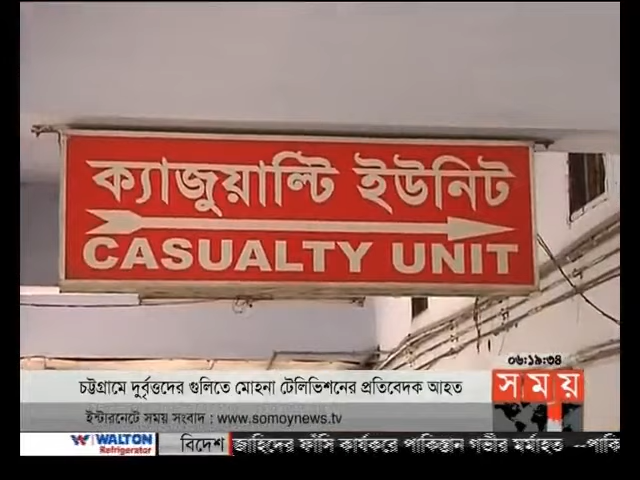 ক্যাজুয়াল্টি ইউনিট
CASUALTY UNIT
০৬:১৯:৩৪
সময়
চট্টগ্রামে দুর্বৃত্তদের গুলিতে মোহনা টেলিভিশনের প্রতিবেদক আহত
ইন্টারনেটে সময় সংবাদ : www.somoynews.tv
WALTON
Refrigerator
বিদেশ
জাহিদের ফাঁসি কার্যকরে পাকিস্তান গভীর মর্মাহত --পাকি